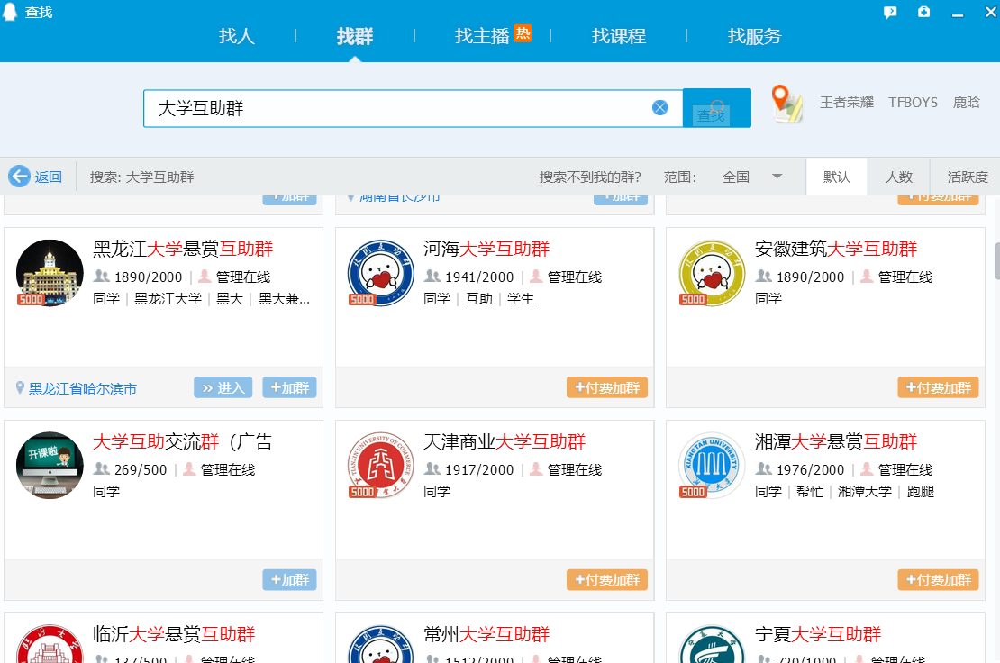 查找
找人 | 找群 | 找主播 热 | 找课程 | 找服务
大学互助群
查找
王者荣耀 TFBOYS 鹿晗
返回 搜索: 大学互助群 搜索不到我的群? 范围: 全国 默认 人数 活跃度
+加群 湖南省长沙市 +加群 +付费加群
黑龙江大学悬赏互助群
1890/2000 | 管理在线
同学 | 黑龙江大学 | 黑大 | 黑大兼...
5000
黑龙江省哈尔滨市 >> 进入 +加群
河海大学互助群
1941/2000 | 管理在线
同学 | 互助 | 学生
5000
+付费加群
安徽建筑大学互助群
1890/2000 | 管理在线
同学
5000
+付费加群
大学互助交流群（广告
269/500 | 管理在线
同学
开课啦
+加群
天津商业大学互助群
1917/2000 | 管理在线
同学
TIANJIN UNIVERSITY OF COMMERCE
5000
+付费加群
湘潭大学悬赏互助群
1976/2000 | 管理在线
同学 | 帮忙 | 湘潭大学 | 跑腿
XIANGTAN UNIVERSITY
5000
+付费加群
临沂大学悬赏互助群
137/500 | 管理在线
常州大学互助群
1512/2000 | 管理在线
宁夏大学互助群
720/1000 | 管理在线